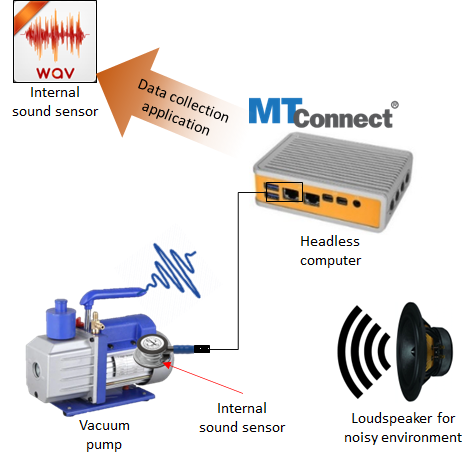 wav
Internal
sound sensor
Data collection
application
MTConnect®
Headless
computer
Internal
sound sensor
Vacuum
pump
Loudspeaker for
noisy environment